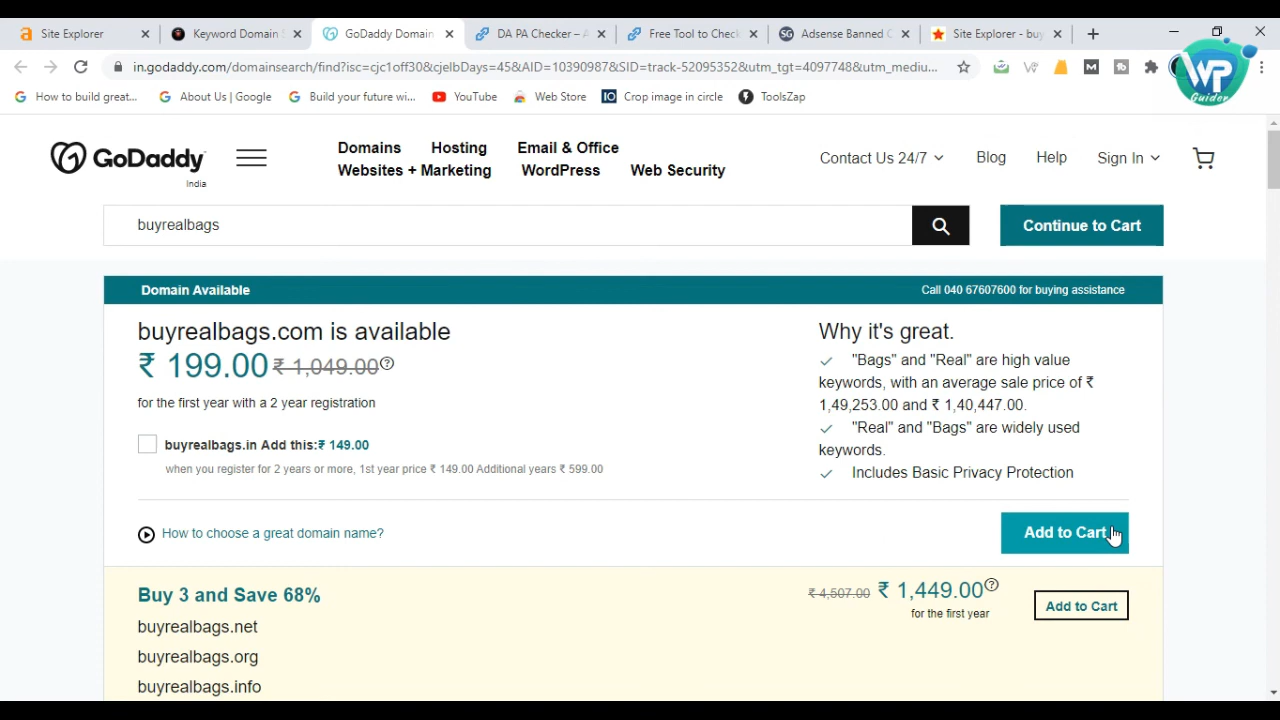 Site Explorer
Keyword Domain
GoDaddy Domain
DA PA Checker –
Free Tool to Check
Adsense Banned
Site Explorer - buy
in.godaddy.com/domainsearch/find?isc=cjc1off30&cjelbDays=45&AID=10390987&SID=track-52095352&utm_tgt=4097748&utm_mediu...
WP
Guider
How to build great...
About Us | Google
Build your future wi...
YouTube
Web Store
Crop image in circle
ToolsZap
GoDaddy
India
Domains
Hosting
Email & Office
Websites + Marketing
WordPress
Web Security
Contact Us 24/7
Blog
Help
Sign In
buyrealbags
Continue to Cart
Domain Available
Call 040 67607600 for buying assistance
buyrealbags.com is available
₹ 199.00 ₹ 1,049.00
for the first year with a 2 year registration
buyrealbags.in Add this:₹ 149.00
when you register for 2 years or more, 1st year price ₹ 149.00 Additional years ₹ 599.00
Why it's great.
"Bags" and "Real" are high value
keywords, with an average sale price of ₹
1,49,253.00 and ₹ 1,40,447.00.
"Real" and "Bags" are widely used
keywords.
Includes Basic Privacy Protection
How to choose a great domain name?
Add to Cart
Buy 3 and Save 68%
₹ 4,507.00 ₹ 1,449.00
for the first year
Add to Cart
buyrealbags.net
buyrealbags.org
buyrealbags.info